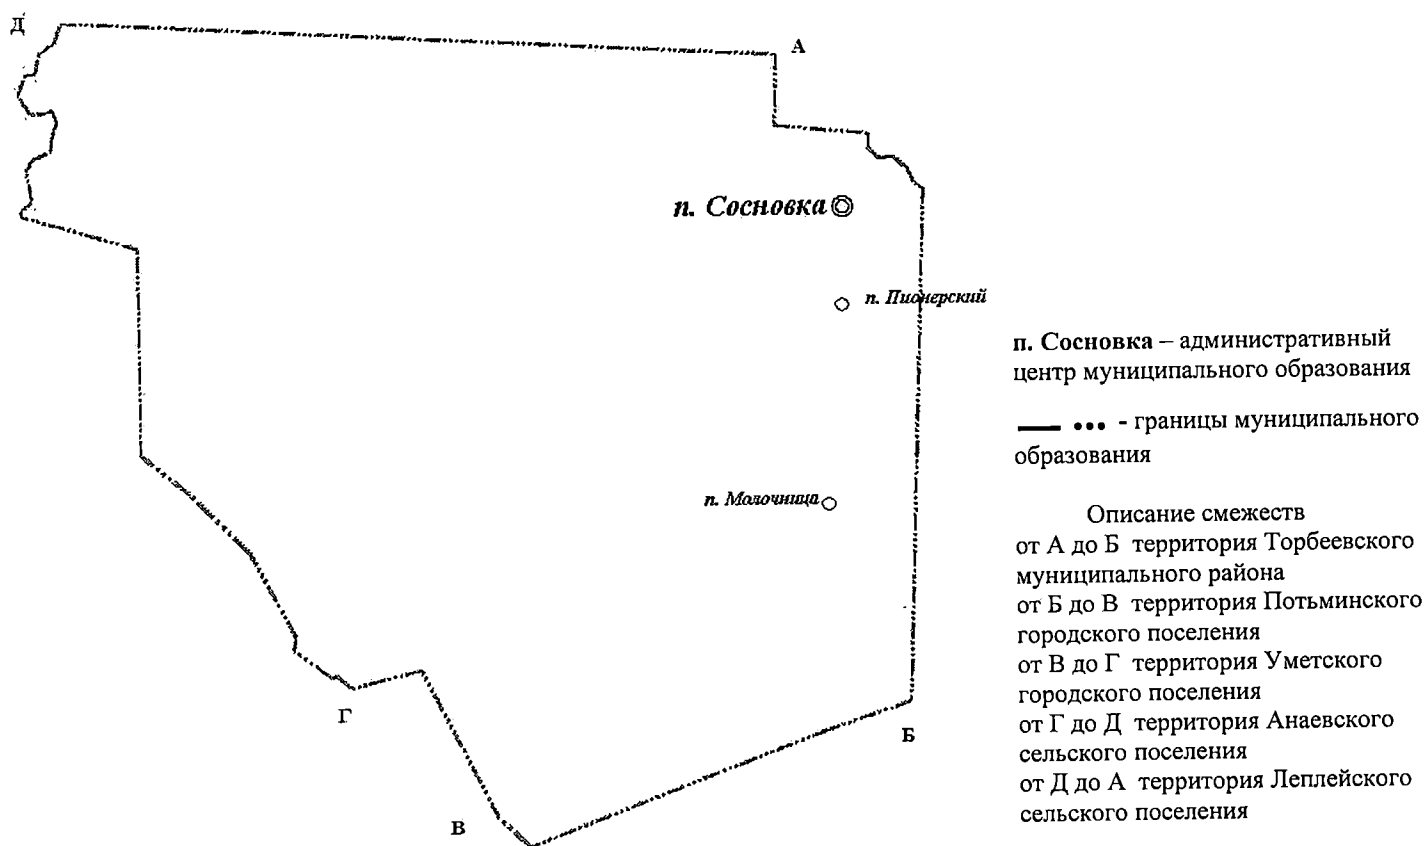 Д
А
п. Сосновка
п. Пионерский
п. Молочница
Г
Б
В
п. Сосновка – административный
центр муниципального образования
- границы муниципального
образования
Описание смежеств
от А до Б территория Торбеевского
муниципального района
от Б до В территория Потьминского
городского поселения
от В до Г территория Уметского
городского поселения
от Г до Д территория Анаевского
сельского поселения
от Д до А территория Леплейского
сельского поселения